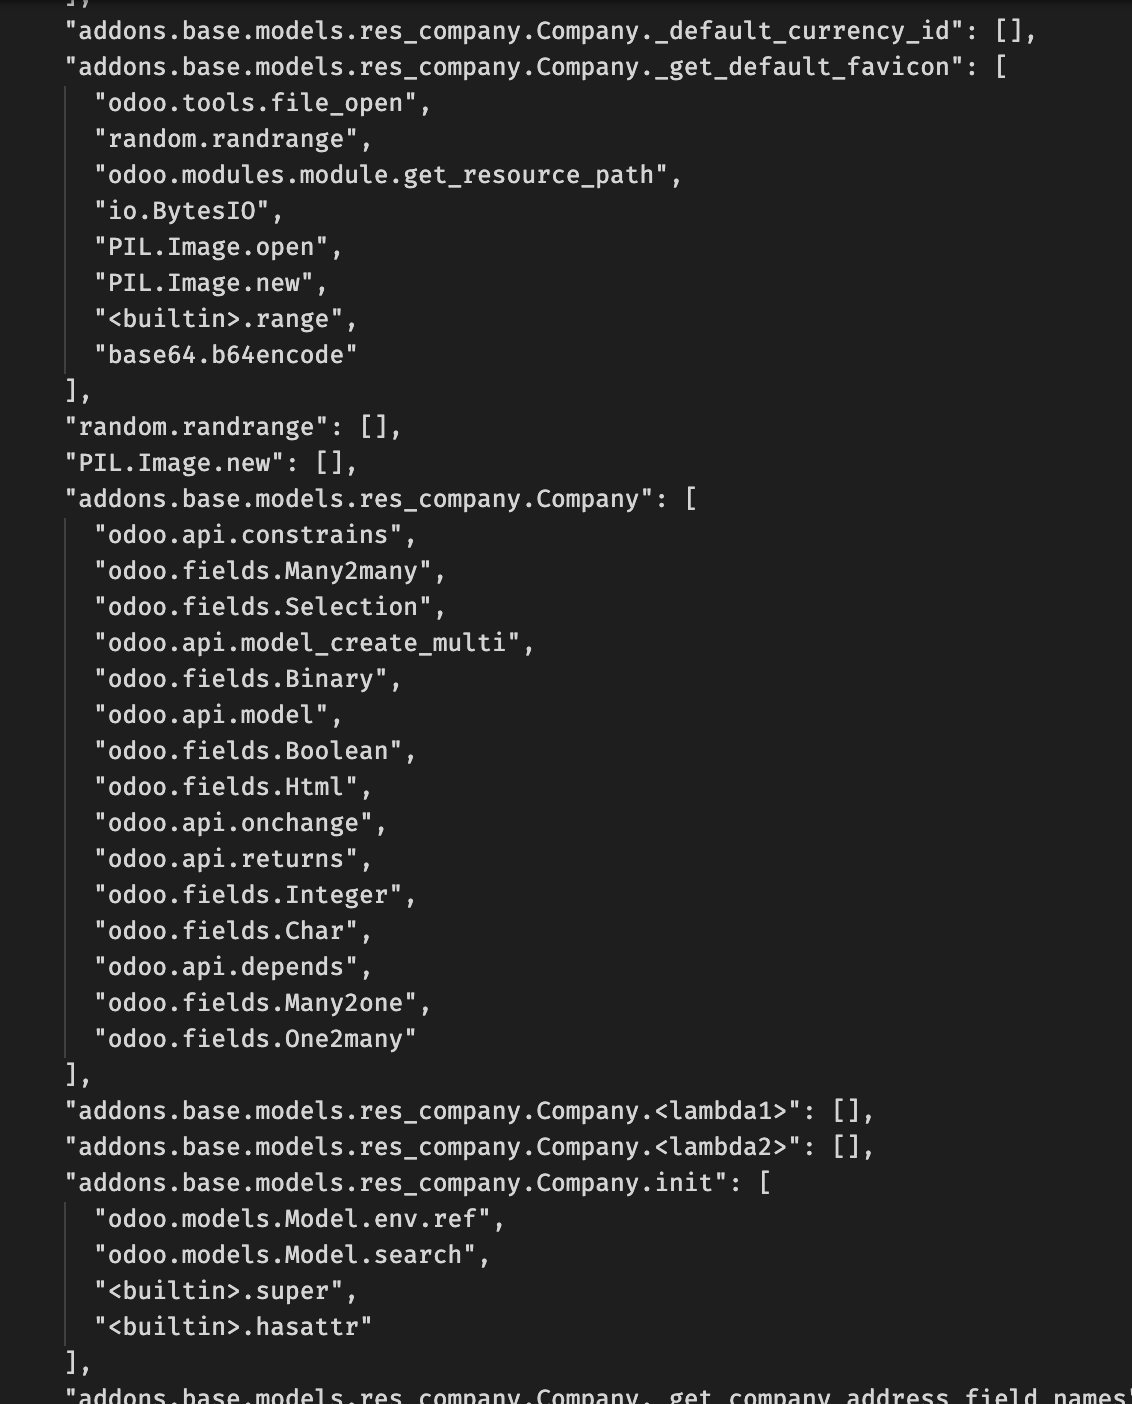 ],
"addons.base.models.res_company.Company._default_currency_id": [],
"addons.base.models.res_company.Company._get_default_favicon": [
"odoo.tools.file_open",
"random.randrange",
"odoo.modules.module.get_resource_path",
"io.BytesIO",
"PIL.Image.open",
"PIL.Image.new",
"<builtin>.range",
"base64.b64encode"
],
"random.randrange": [],
"PIL.Image.new": [],
"addons.base.models.res_company.Company": [
"odoo.api.constrains",
"odoo.fields.Many2many",
"odoo.fields.Selection",
"odoo.api.model_create_multi",
"odoo.fields.Binary",
"odoo.api.model",
"odoo.fields.Boolean",
"odoo.fields.Html",
"odoo.api.onchange",
"odoo.api.returns",
"odoo.fields.Integer",
"odoo.fields.Char",
"odoo.api.depends",
"odoo.fields.Many2one",
"odoo.fields.One2many"
],
"addons.base.models.res_company.Company.<lambda1>": [],
"addons.base.models.res_company.Company.<lambda2>": [],
"addons.base.models.res_company.Company.init": [
"odoo.models.Model.env.ref",
"odoo.models.Model.search",
"<builtin>.super",
"<builtin>.hasattr"
],
"addons.base.models.res_company.Company._get_company_address_field_names"